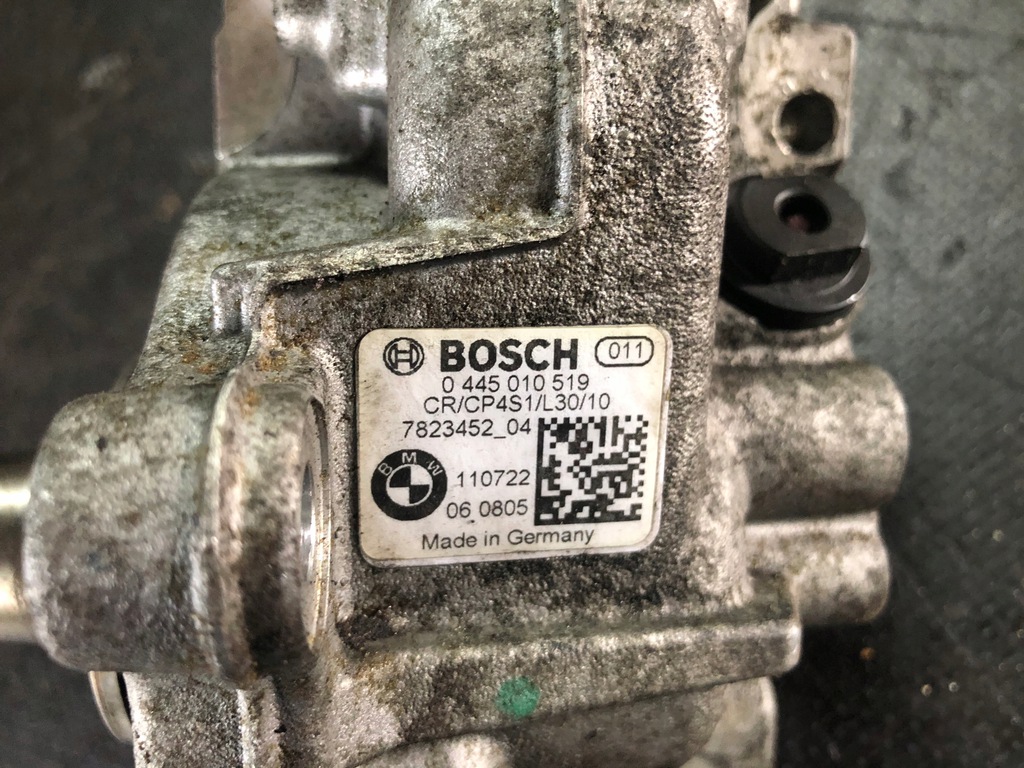 BOSCH 011
0 445 010 519
CR/CP4S1/L30/10
7823452_04
BMW
110722
06 0805
Made in Germany